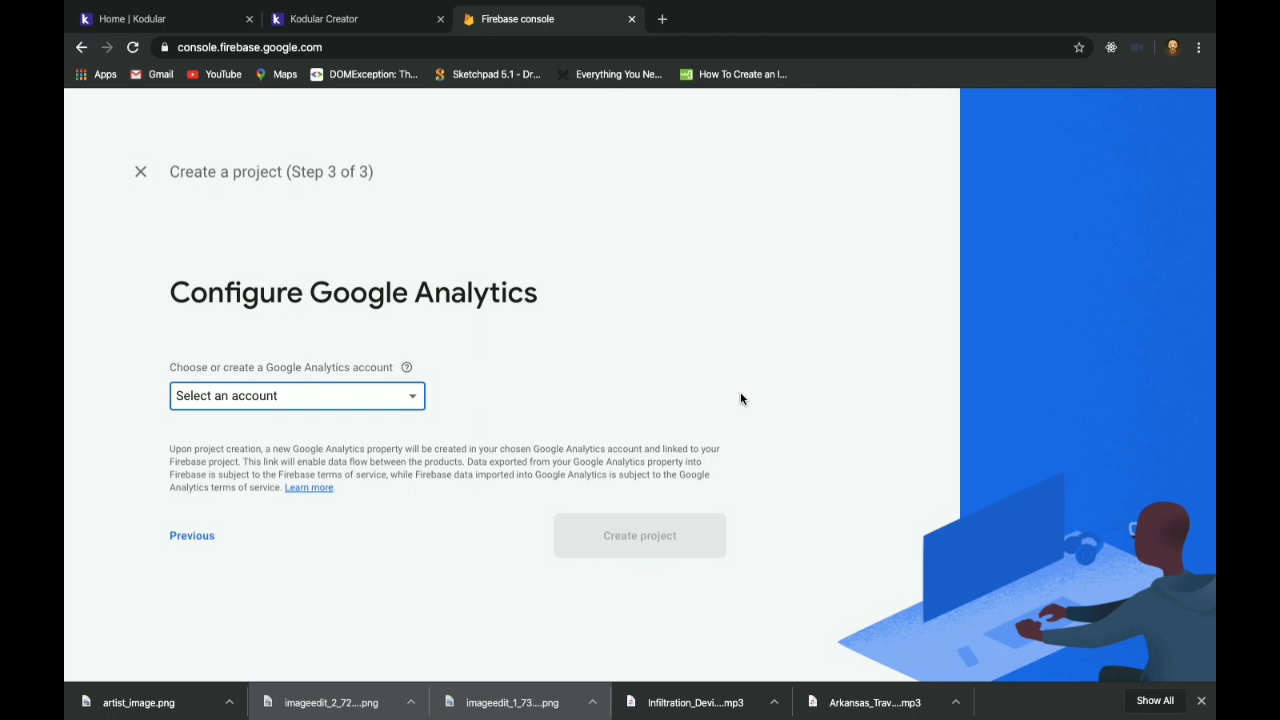 Home | Kodular
Kodular Creator
Firebase console
console.firebase.google.com
Apps
Gmail
YouTube
Maps
DOMException: Th...
Sketchpad 5.1 - Dr...
Everything You Ne...
How To Create an I...
Create a project (Step 3 of 3)
Configure Google Analytics
Choose or create a Google Analytics account
Select an account
Upon project creation, a new Google Analytics property will be created in your chosen Google Analytics account and linked to your
Firebase project. This link will enable data flow between the products. Data exported from your Google Analytics property into
Firebase is subject to the Firebase terms of service, while Firebase data imported into Google Analytics is subject to the Google
Analytics terms of service. Learn more.
Previous
Create project
artist_image.png
imageedit_2_72....png
imageedit_1_73....png
Infiltration_Devi....mp3
Arkansas_Trav....mp3
Show All